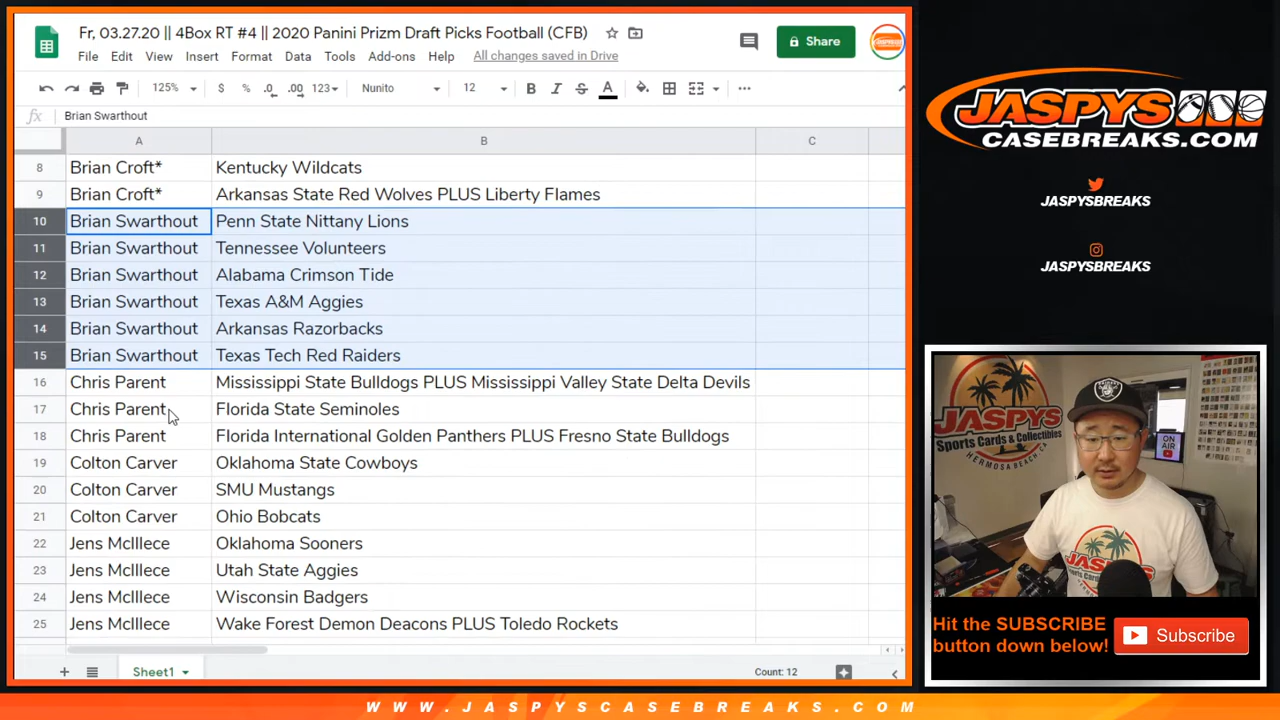 Fr, 03.27.20 || 4Box RT #4 || 2020 Panini Prizm Draft Picks Football (CFB)
File Edit View Insert Format Data Tools Add-ons Help All changes saved in Drive
Share
125% $ % .0 .00 123 Nunito 12 B I S A
fx Brian Swarthout
A B C
8 Brian Croft* Kentucky Wildcats
9 Brian Croft* Arkansas State Red Wolves PLUS Liberty Flames
10 Brian Swarthout Penn State Nittany Lions
11 Brian Swarthout Tennessee Volunteers
12 Brian Swarthout Alabama Crimson Tide
13 Brian Swarthout Texas A&M Aggies
14 Brian Swarthout Arkansas Razorbacks
15 Brian Swarthout Texas Tech Red Raiders
16 Chris Parent Mississippi State Bulldogs PLUS Mississippi Valley State Delta Devils
17 Chris Parent Florida State Seminoles
18 Chris Parent Florida International Golden Panthers PLUS Fresno State Bulldogs
19 Colton Carver Oklahoma State Cowboys
20 Colton Carver SMU Mustangs
21 Colton Carver Ohio Bobcats
22 Jens McIllece Oklahoma Sooners
23 Jens McIllece Utah State Aggies
24 Jens McIllece Wisconsin Badgers
25 Jens McIllece Wake Forest Demon Deacons PLUS Toledo Rockets
Sheet1
Count: 12
JASPYS
CASEBREAKS.COM
JASPYSBREAKS
JASPYSBREAKS
JASPYS
Sports Cards & Collectibles
HERMOSA BEACH, CA
RAIDERS
ON AIR
JASPYS
Hit the SUBSCRIBE
button down below!
Subscribe
WWW.JASPYSCASEBREAKS.COM